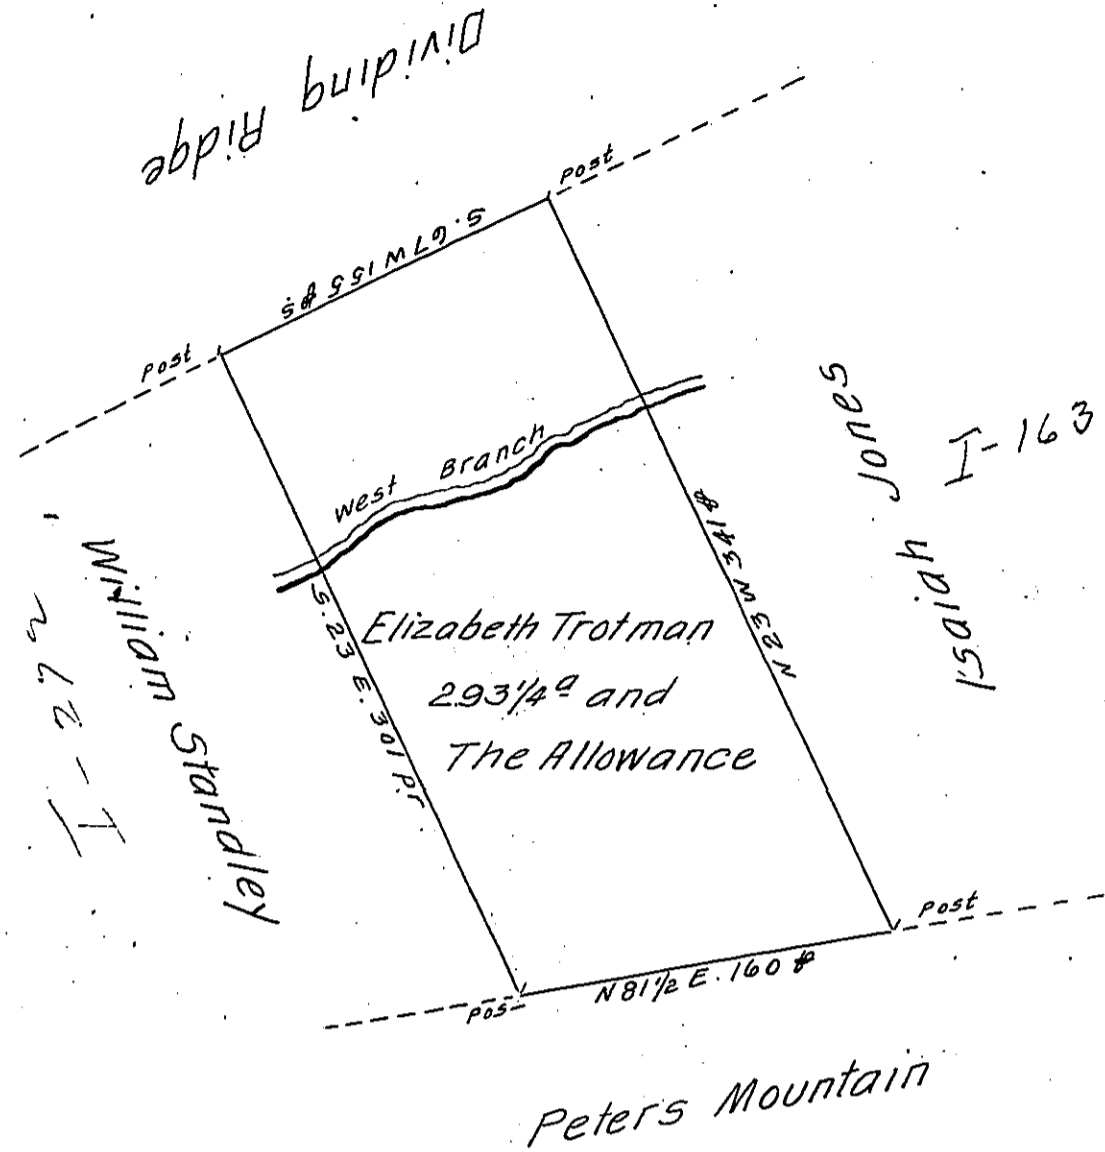 Dividing Ridge
Post
S. 67 W 155 ps.
Post
West Branch
Isaiah Jones
I-163
N 23 W 341 p
William Standley
S. 23 E. 301 Pr
Elizabeth Trotman
293 1/4 a and
The Allowance
Post
N 81 1/2 E. 160 p
Pos
Peters Mountain